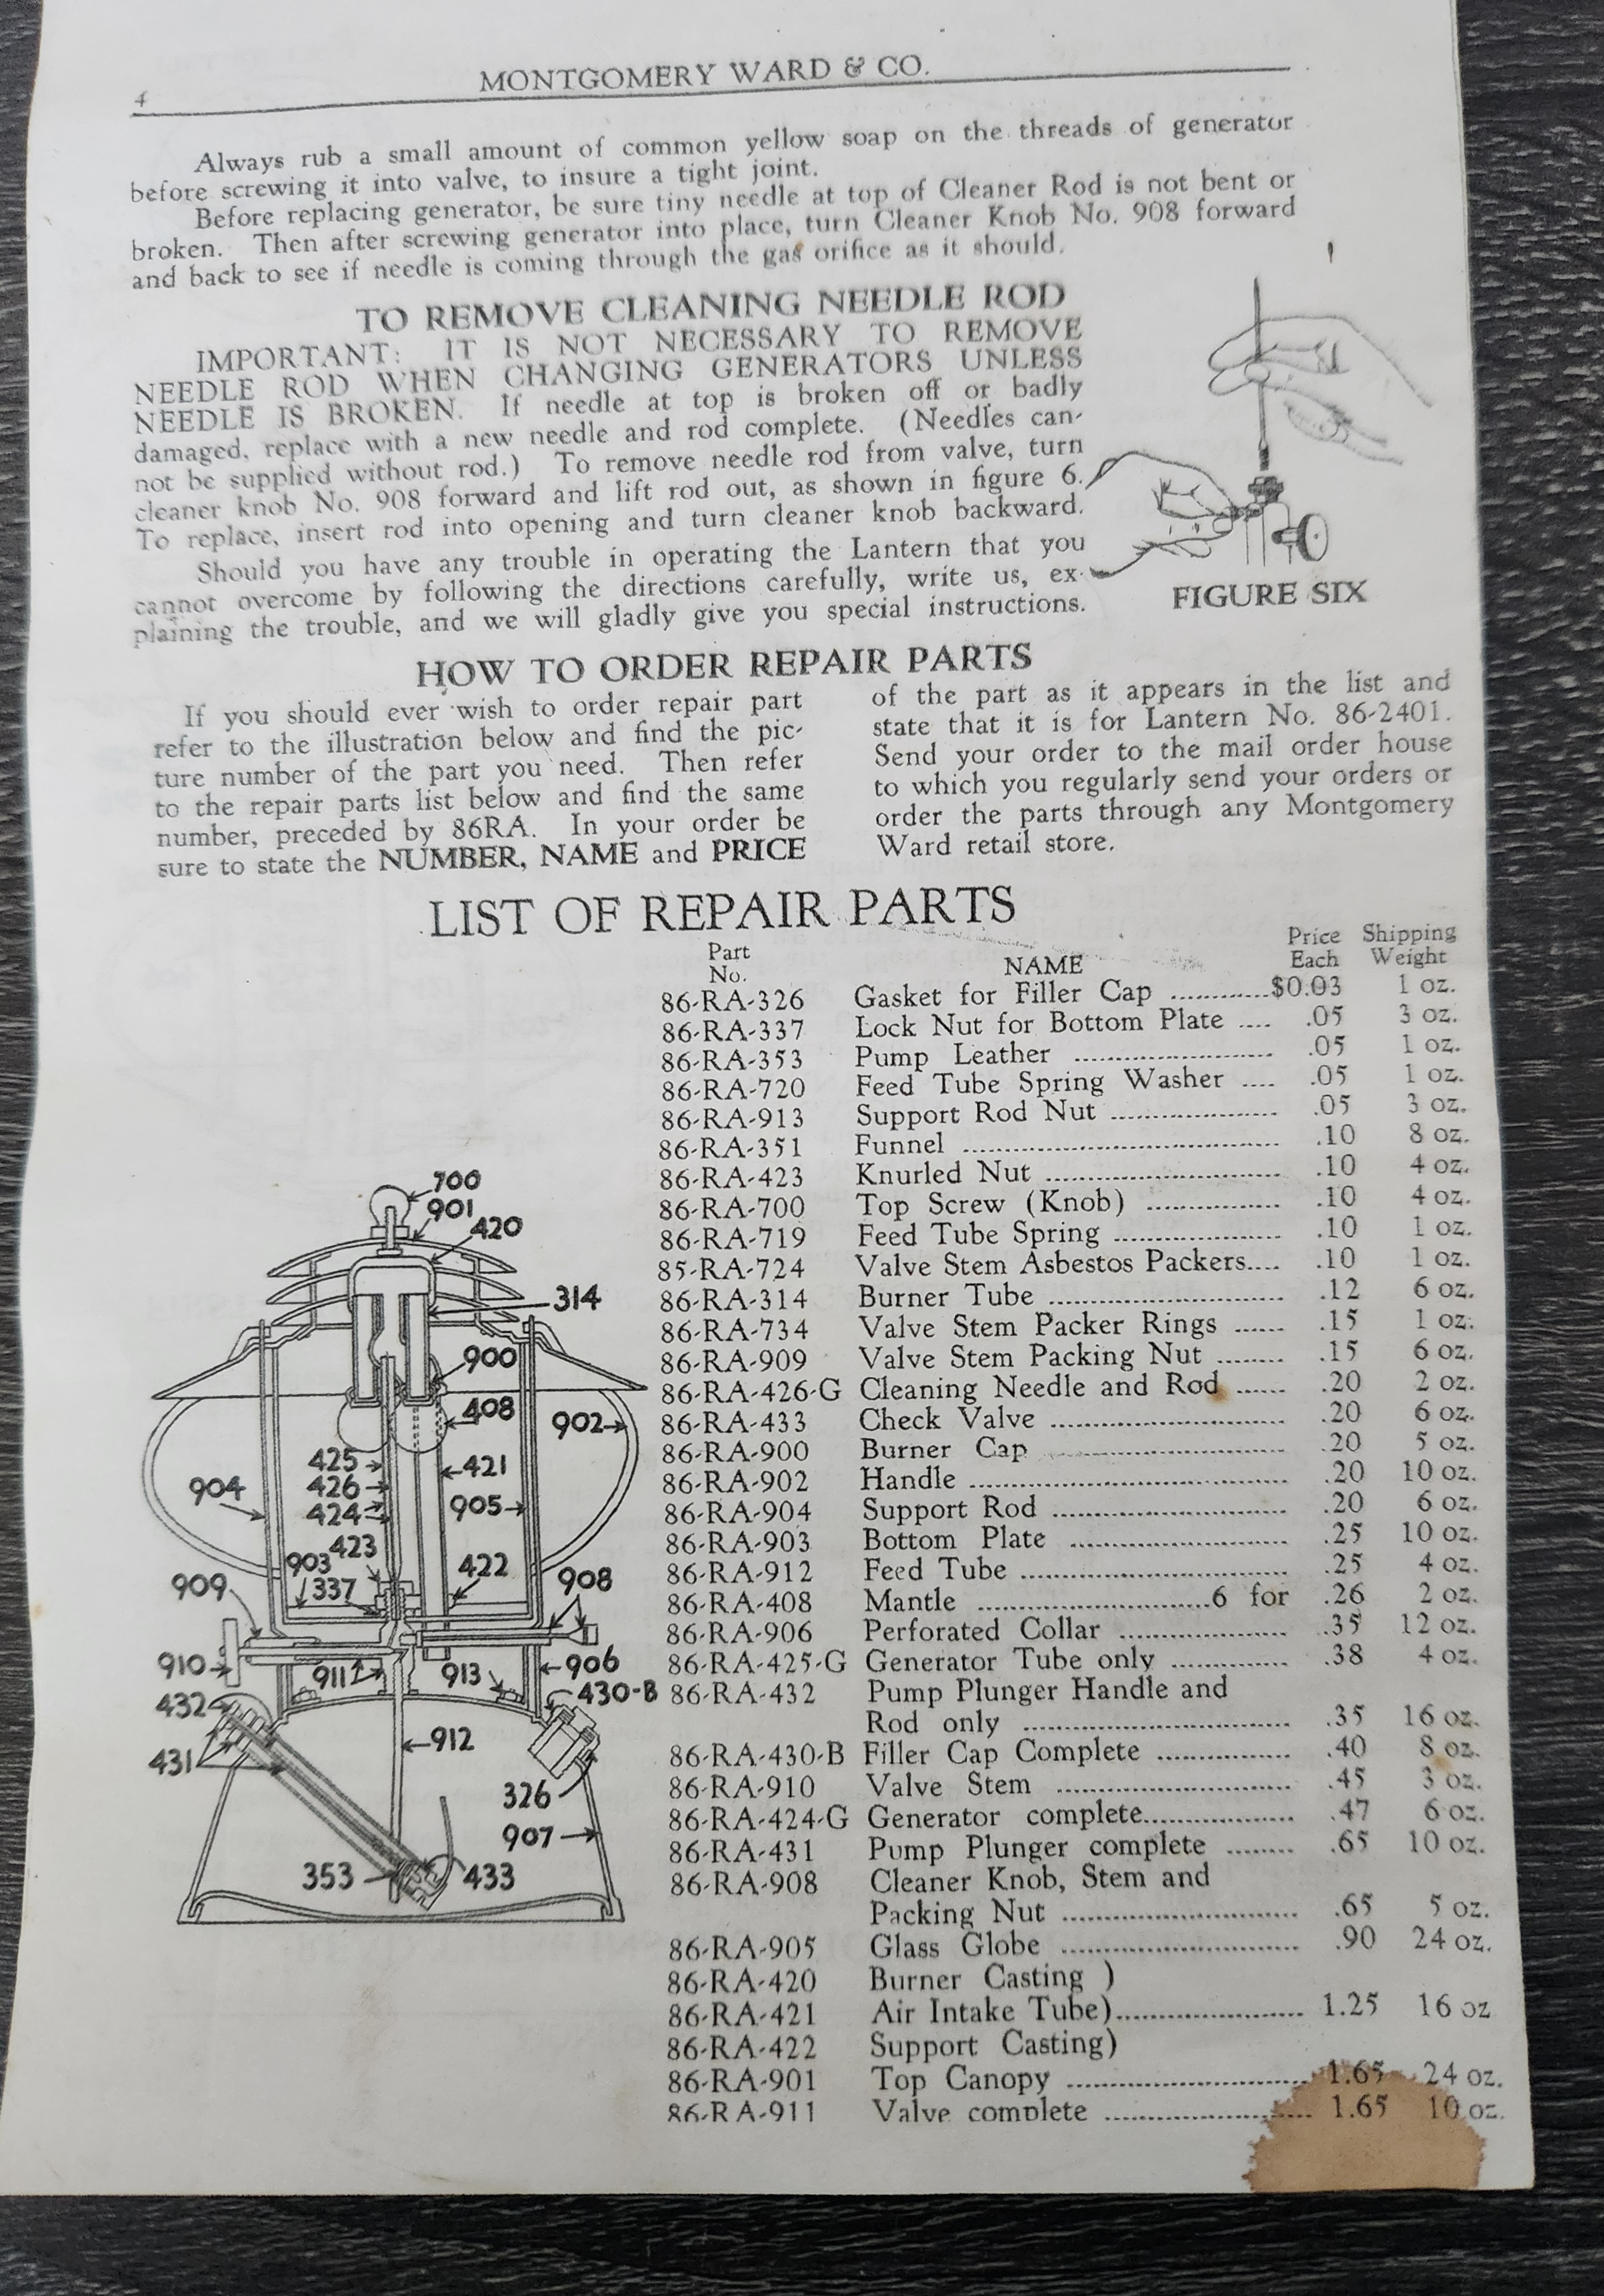 4
MONTGOMERY WARD & CO.
Always rub a small amount of common yellow soap on the threads of generator
before screwing it into valve, to insure a tight joint.
Before replacing generator, be sure tiny needle at top of Cleaner Rod is not bent or
broken. Then after screwing generator into place, turn Cleaner Knob No. 908 forward
and back to see if needle is coming through the gas orifice as it should.
TO REMOVE CLEANING NEEDLE ROD
IMPORTANT: IT IS NOT NECESSARY TO REMOVE
NEEDLE ROD WHEN CHANGING GENERATORS UNLESS
NEEDLE IS BROKEN. If needle at top is broken off or badly
damaged, replace with a new needle and rod complete. (Needles can-
not be supplied without rod.) To remove needle rod from valve, turn
cleaner knob No. 908 forward and lift rod out, as shown in figure 6.
To replace, insert rod into opening and turn cleaner knob backward.
Should you have any trouble in operating the Lantern that you
cannot overcome by following the directions carefully, write us, ex-
plaining the trouble, and we will gladly give you special instructions.
FIGURE SIX
HOW TO ORDER REPAIR PARTS
If you should ever wish to order repair part
refer to the illustration below and find the pic-
ture number of the part you need. Then refer
to the repair parts list below and find the same
number, preceded by 86RA. In your order be
sure to state the NUMBER, NAME and PRICE
of the part as it appears in the list and
state that it is for Lantern No. 86-2401.
Send your order to the mail order house
to which you regularly send your orders or
order the parts through any Montgomery
Ward retail store.
LIST OF REPAIR PARTS
Part No. NAME Price Each Shipping Weight
86-RA-326 Gasket for Filler Cap ............$0.03 1 oz.
86-RA-337 Lock Nut for Bottom Plate .... .05 3 oz.
86-RA-353 Pump Leather ........................ .05 1 oz.
86-RA-720 Feed Tube Spring Washer .... .05 1 oz.
86-RA-913 Support Rod Nut .................... .05 3 oz.
86-RA-351 Funnel ...................................... .10 8 oz.
86-RA-423 Knurled Nut ............................ .10 4 oz.
86-RA-700 Top Screw (Knob) ................ .10 4 oz.
86-RA-719 Feed Tube Spring .................... .10 1 oz.
85-RA-724 Valve Stem Asbestos Packers.... .10 1 oz.
86-RA-314 Burner Tube ............................ .12 6 oz.
86-RA-734 Valve Stem Packer Rings ...... .15 1 oz.
86-RA-909 Valve Stem Packing Nut ........ .15 6 oz.
86-RA-426-G Cleaning Needle and Rod ...... .20 2 oz.
86-RA-433 Check Valve ............................ .20 6 oz.
86-RA-900 Burner Cap ............................ .20 5 oz.
86-RA-902 Handle ...................................... .20 10 oz.
86-RA-904 Support Rod ............................ .20 6 oz.
86-RA-903 Bottom Plate .......................... .25 10 oz.
86-RA-912 Feed Tube ................................ .25 4 oz.
86-RA-408 Mantle ............................6 for .26 2 oz.
86-RA-906 Perforated Collar .................... .35 12 oz.
86-RA-425-G Generator Tube only .............. .38 4 oz.
86-RA-432 Pump Plunger Handle and
Rod only ................................ .35 16 oz.
86-RA-430-B Filler Cap Complete ................ .40 8 oz.
86-RA-910 Valve Stem ............................ .45 3 oz.
86-RA-424-G Generator complete.................. .47 6 oz.
86-RA-431 Pump Plunger complete ........ .65 10 oz.
86-RA-908 Cleaner Knob, Stem and
Packing Nut ............................ .65 5 oz.
86-RA-905 Glass Globe ............................ .90 24 oz.
86-RA-420 Burner Casting )
86-RA-421 Air Intake Tube)...................... 1.25 16 oz
86-RA-422 Support Casting)
86-RA-901 Top Canopy ............................ 1.65 24 oz.
86-RA-911 Valve complete ........................ 1.65 10 oz.
700
901
420
314
900
408
902
425
421
426
904
905
424
423
903
422
337
909
908
910
911
913
906
430-B
432
912
431
326
907
353
433